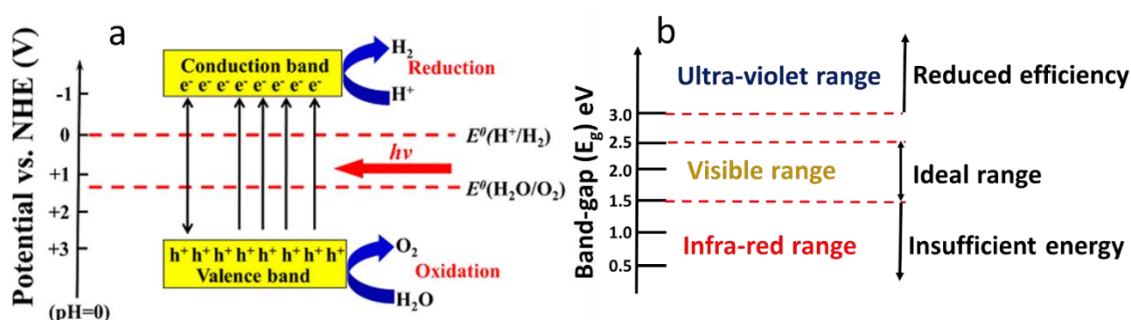 a
Potential vs. NHE (V)
-1
0
+1
+2
+3
(pH=0)
Conduction band
e⁻ e⁻ e⁻ e⁻ e⁻ e⁻ e⁻
H₂
Reduction
H⁺
E⁰(H⁺/H₂)
hν
E⁰(H₂O/O₂)
h⁺ h⁺ h⁺ h⁺ h⁺ h⁺ h⁺
Valence band
O₂
Oxidation
H₂O
b
Band-gap (Eg) eV
3.0
2.5
2.0
1.5
1.0
0.5
Ultra-violet range
Visible range
Infra-red range
Reduced efficiency
Ideal range
Insufficient energy